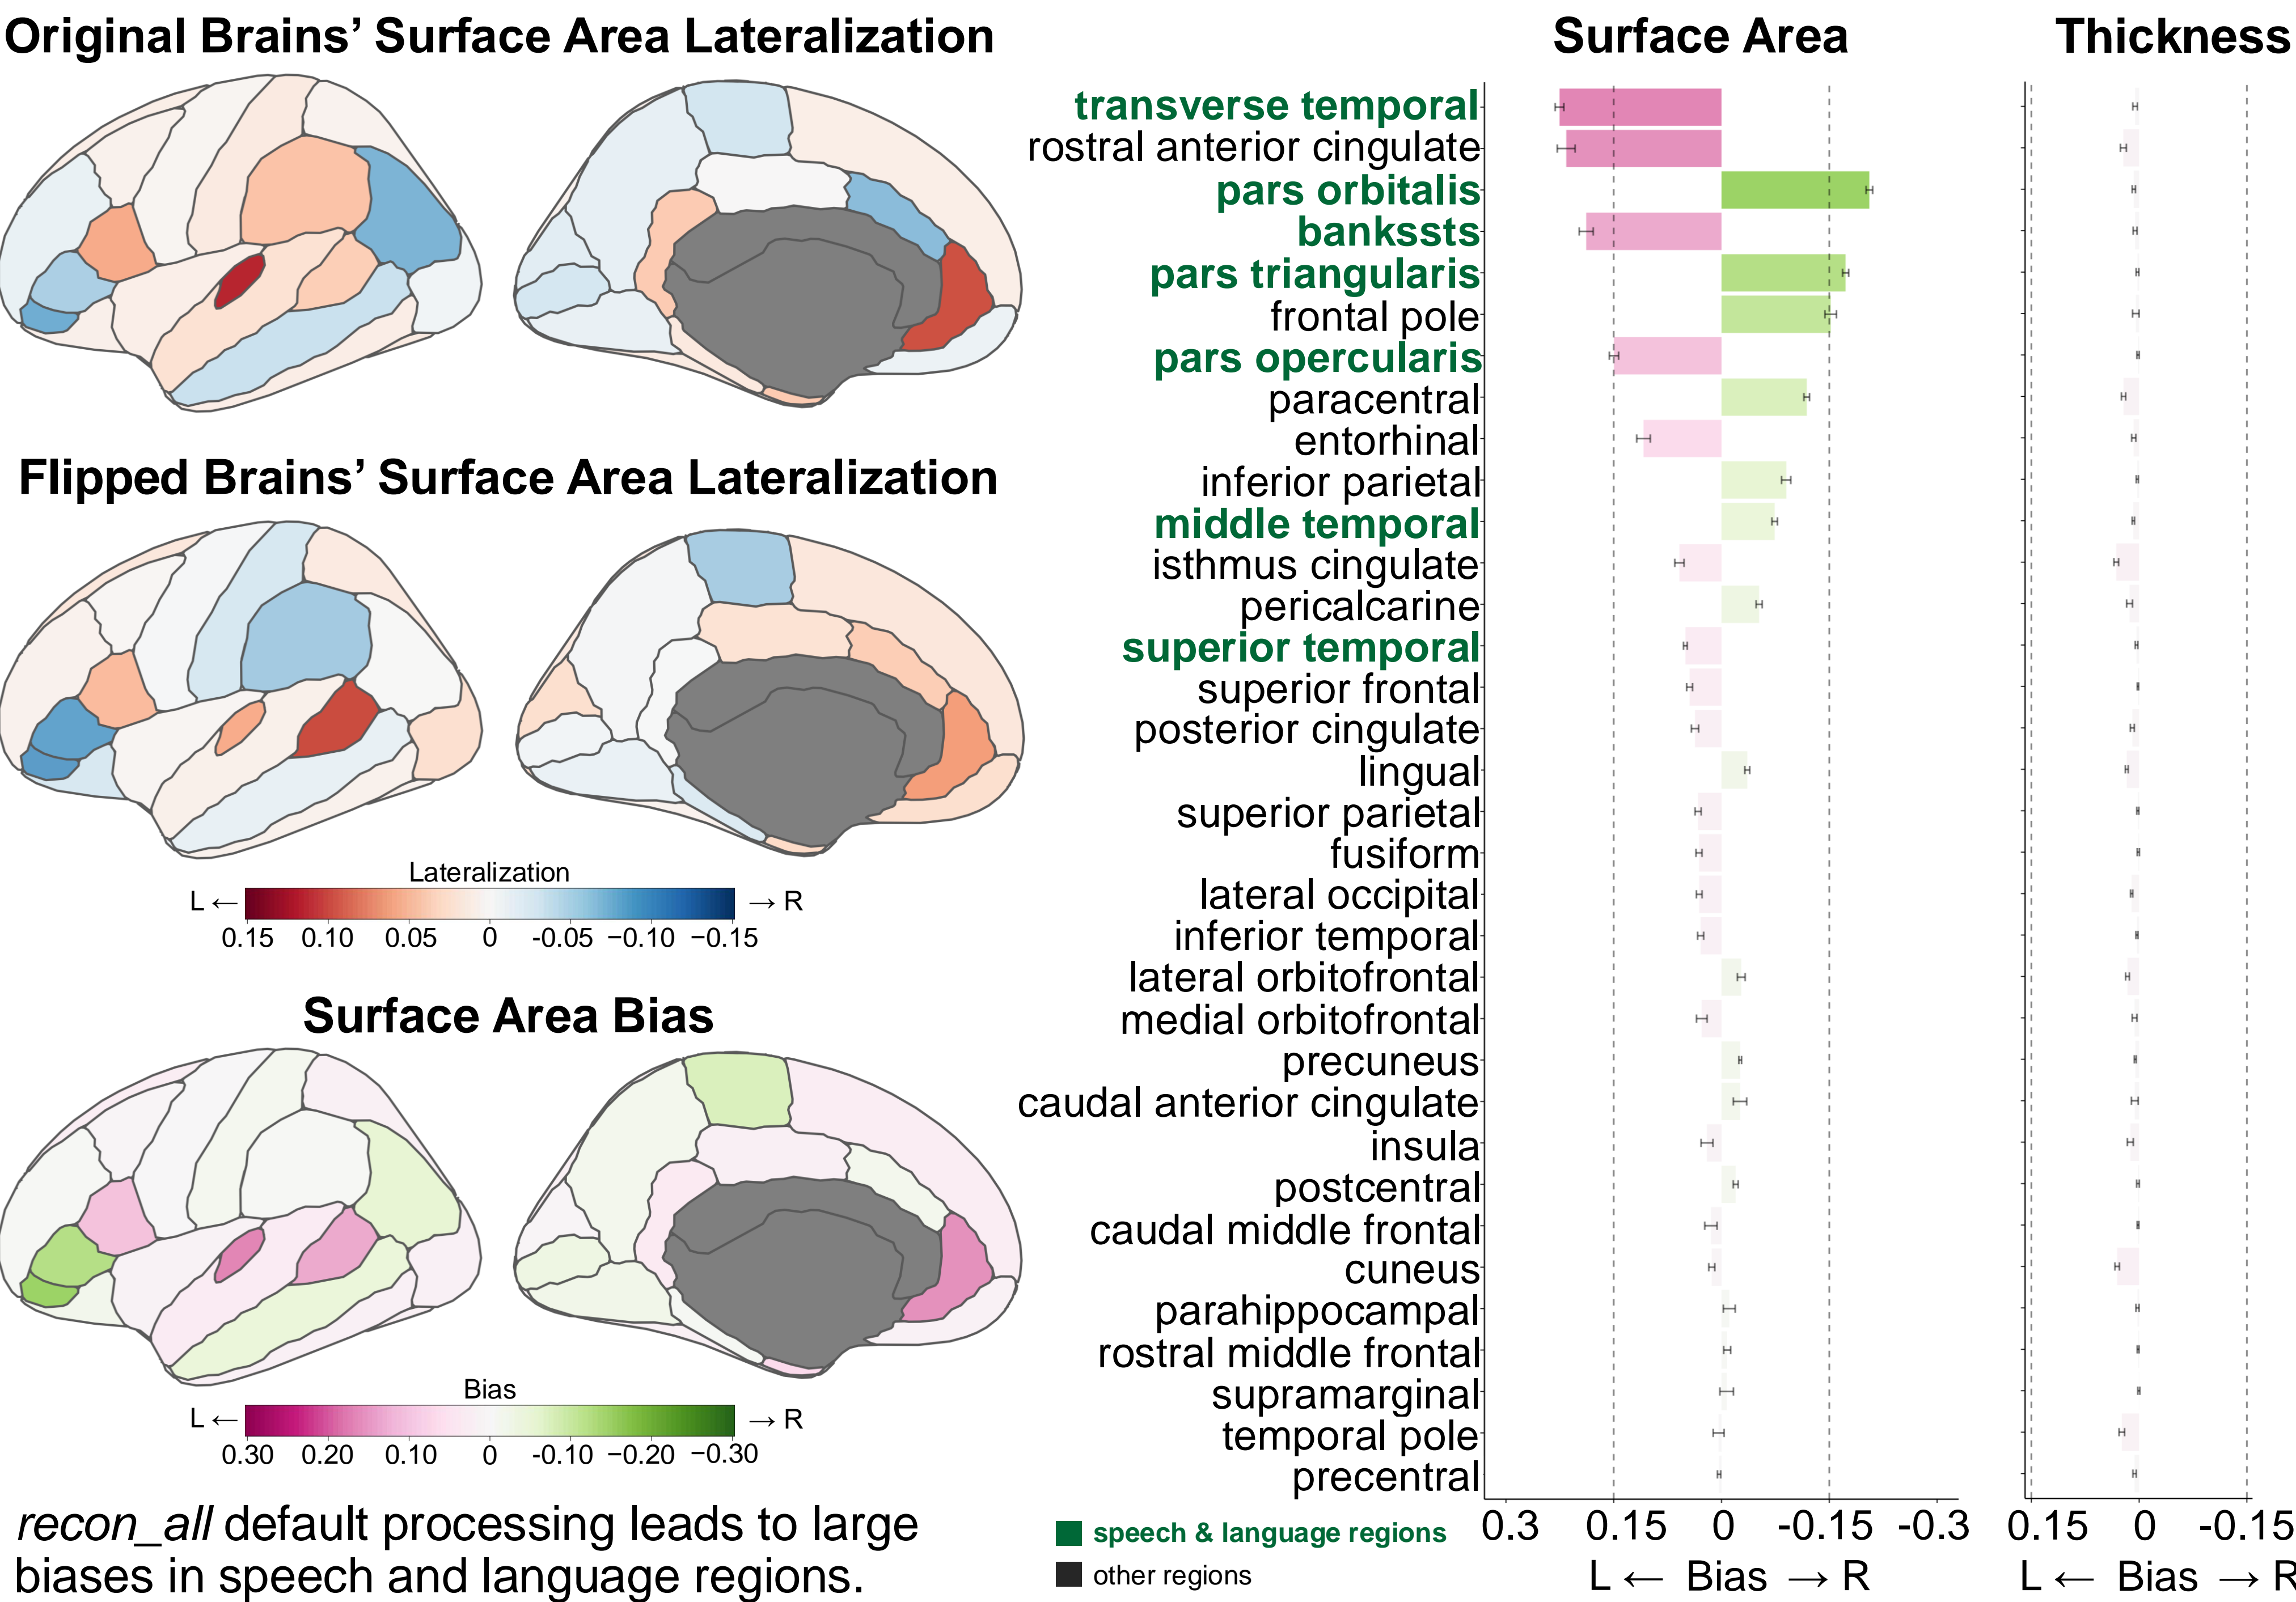 Original Brains’ Surface Area Lateralization
Flipped Brains’ Surface Area Lateralization
Lateralization
L ← → R
0.15 0.10 0.05 0 -0.05 −0.10 −0.15
Surface Area Bias
Bias
L ← → R
0.30 0.20 0.10 0 -0.10 −0.20 −0.30
recon_all default processing leads to large
biases in speech and language regions.
Surface Area
Thickness
transverse temporal
rostral anterior cingulate
pars orbitalis
bankssts
pars triangularis
frontal pole
pars opercularis
paracentral
entorhinal
inferior parietal
middle temporal
isthmus cingulate
pericalcarine
superior temporal
superior frontal
posterior cingulate
lingual
superior parietal
fusiform
lateral occipital
inferior temporal
lateral orbitofrontal
medial orbitofrontal
precuneus
caudal anterior cingulate
insula
postcentral
caudal middle frontal
cuneus
parahippocampal
rostral middle frontal
supramarginal
temporal pole
precentral
0.3 0.15 0 -0.15 -0.3
L ← Bias → R
0.15 0 -0.15
L ← Bias → R
speech & language regions
other regions